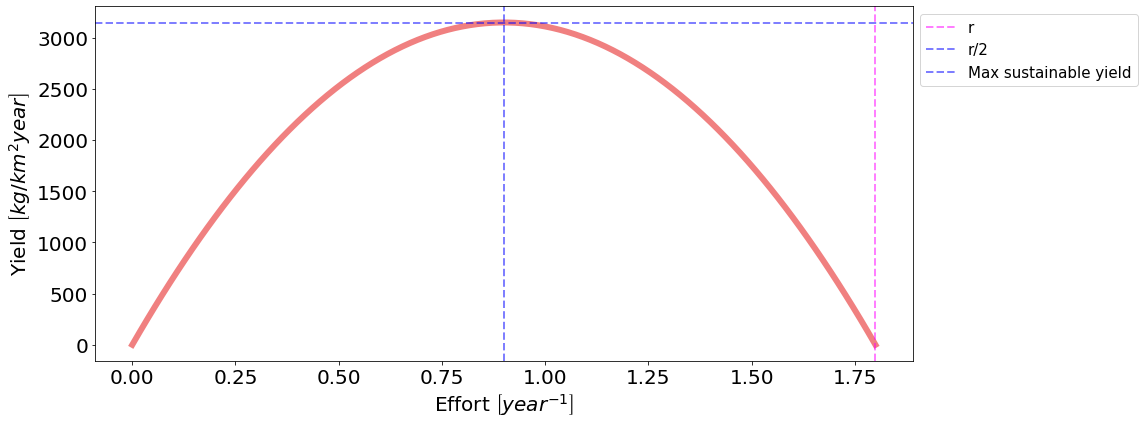 3000
2500
2000
1500
1000
500
0
Yield [kg/km²year]
0.00 0.25 0.50 0.75 1.00 1.25 1.50 1.75
Effort [year⁻¹]
r
r/2
Max sustainable yield